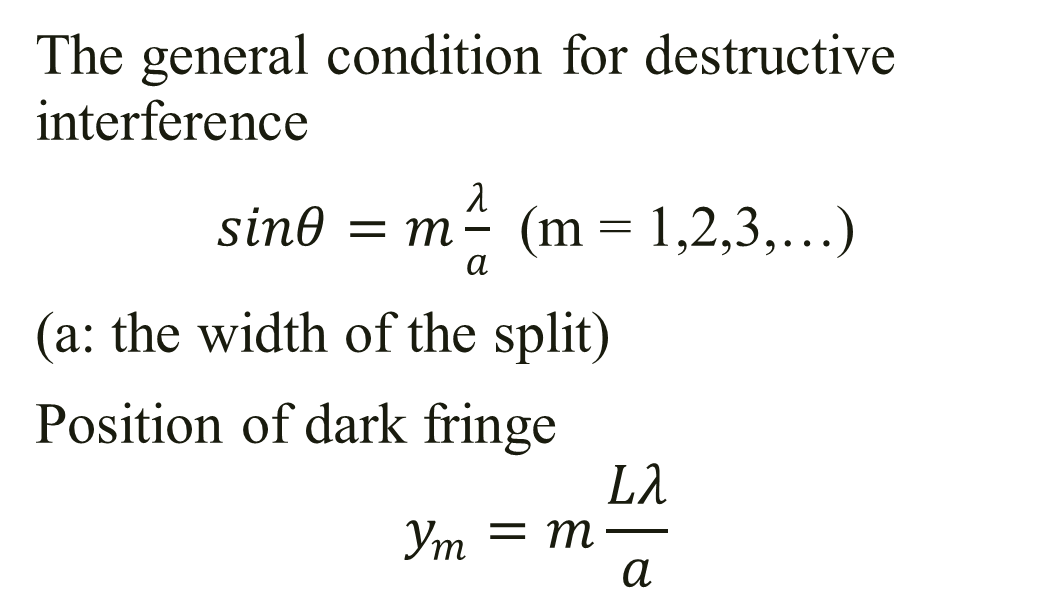 The general condition for destructive
interference
sinθ = m λ/a (m = 1,2,3,…)
(a: the width of the split)
Position of dark fringe
yₘ = m Lλ/a